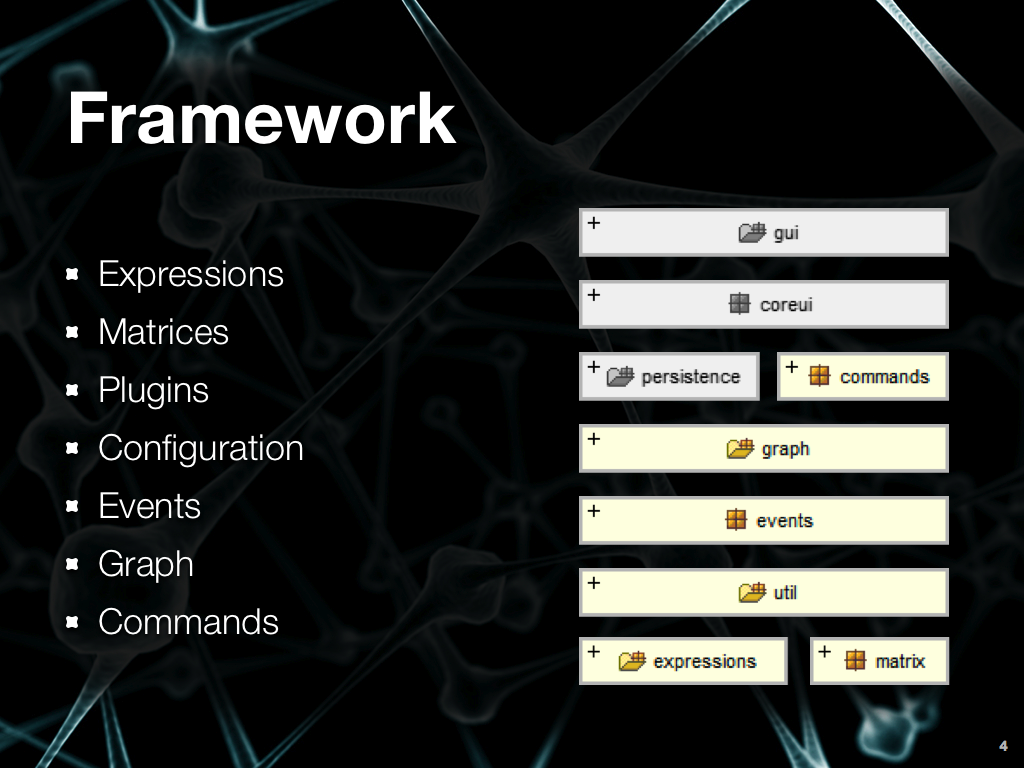 Framework
Expressions
Matrices
Plugins
Configuration
Events
Graph
Commands
+ gui
+ coreui
+ persistence + commands
+ graph
+ events
+ util
+ expressions + matrix
4